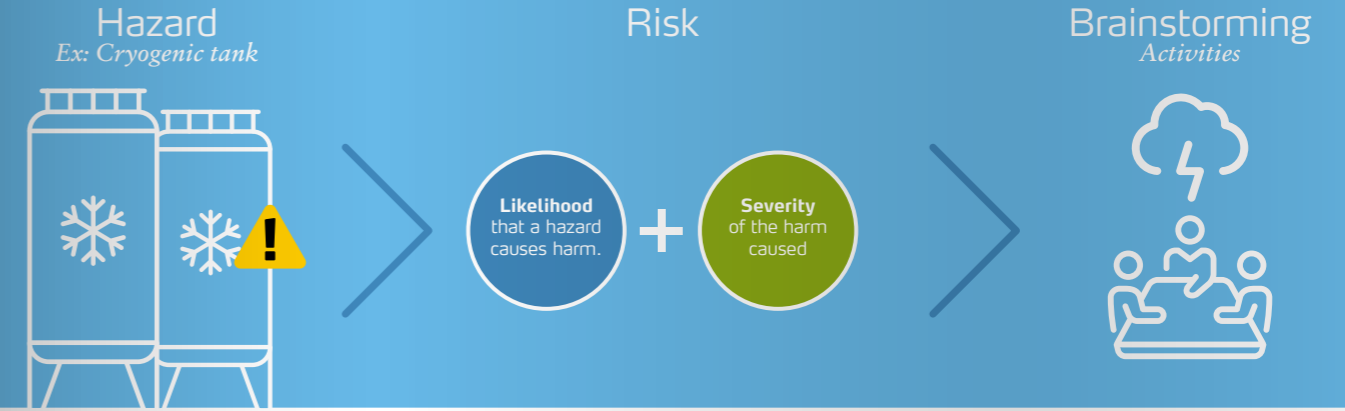 Hazard
Ex: Cryogenic tank
!
Risk
Likelihood
that a hazard
causes harm.
+
Severity
of the harm
caused
Brainstorming
Activities